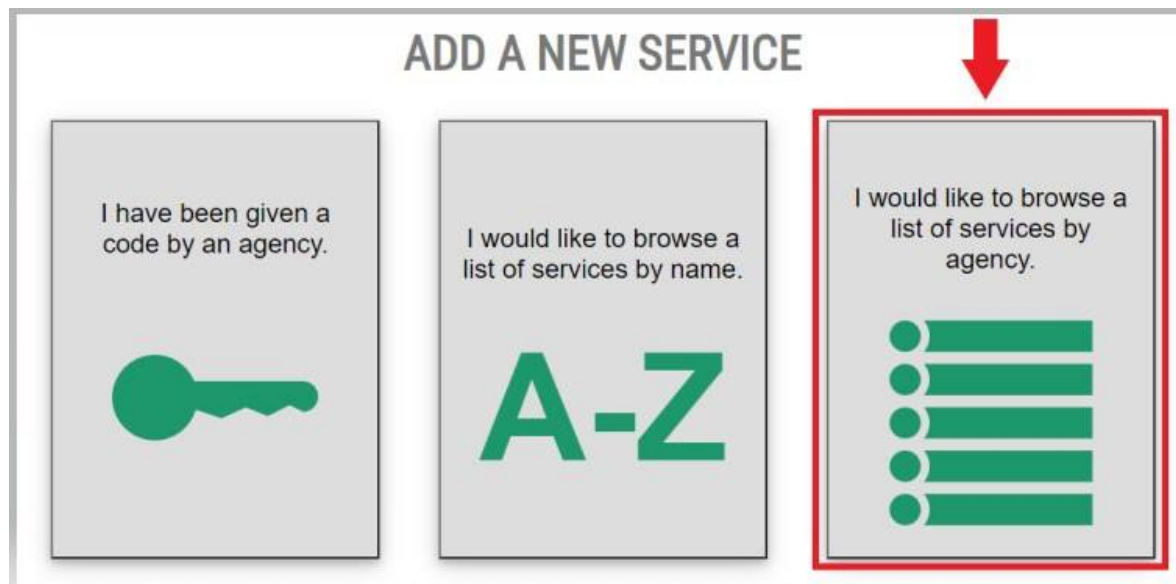 ADD A NEW SERVICE
I have been given a
code by an agency.
I would like to browse a
list of services by name.
A-Z
I would like to browse a
list of services by
agency.